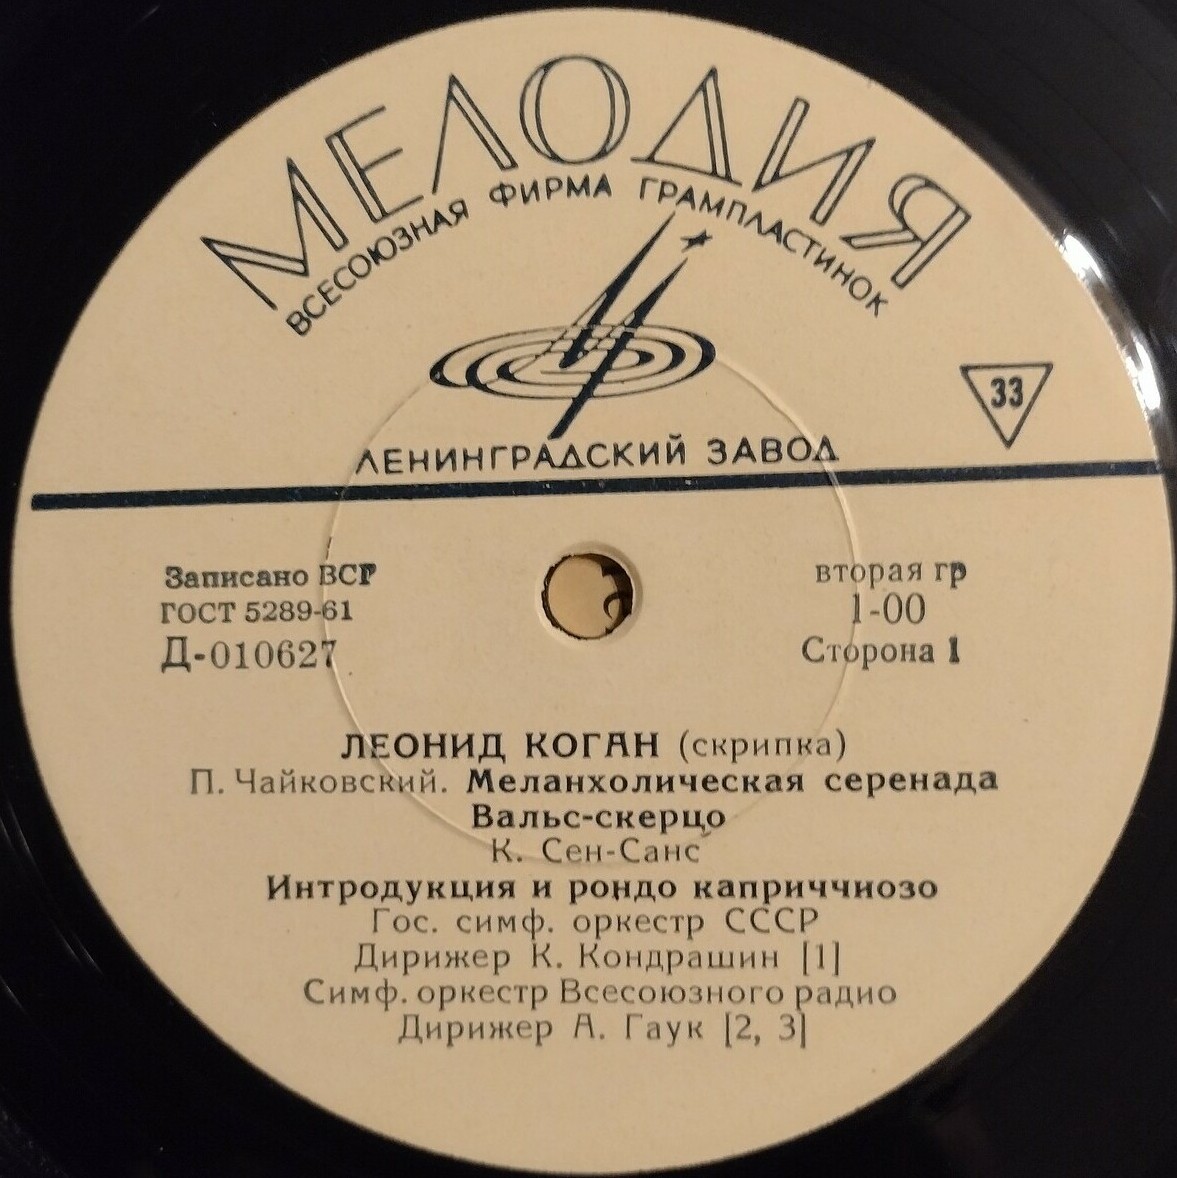 МЕЛОДИЯ
ВСЕСОЮЗНАЯ ФИРМА ГРАМПЛАСТИНОК
33
ЛЕНИНГРАДСКИЙ ЗАВОД
Записано ВСГ
ГОСТ 5289-61
Д-010627
вторая гр
1-00
Сторона 1
ЛЕОНИД КОГАН (скрипка)
П. Чайковский. Меланхолическая серенада
Вальс-скерцо
К. Сен-Санс
Интродукция и рондо каприччиозо
Гос. симф. оркестр СССР
Дирижер К. Кондрашин [1]
Симф. оркестр Всесоюзного радио
Дирижер А. Гаук [2, 3]